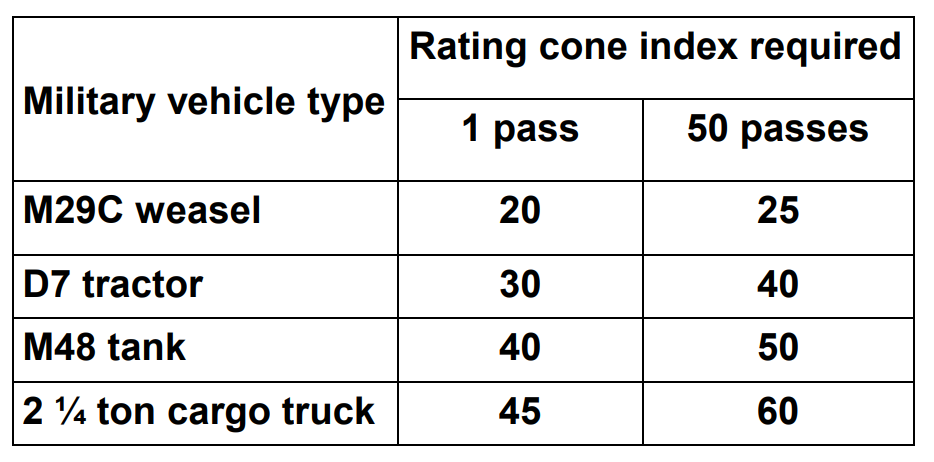 Military vehicle type
Rating cone index required
1 pass 50 passes
M29C weasel 20 25
D7 tractor 30 40
M48 tank 40 50
2 ¼ ton cargo truck 45 60